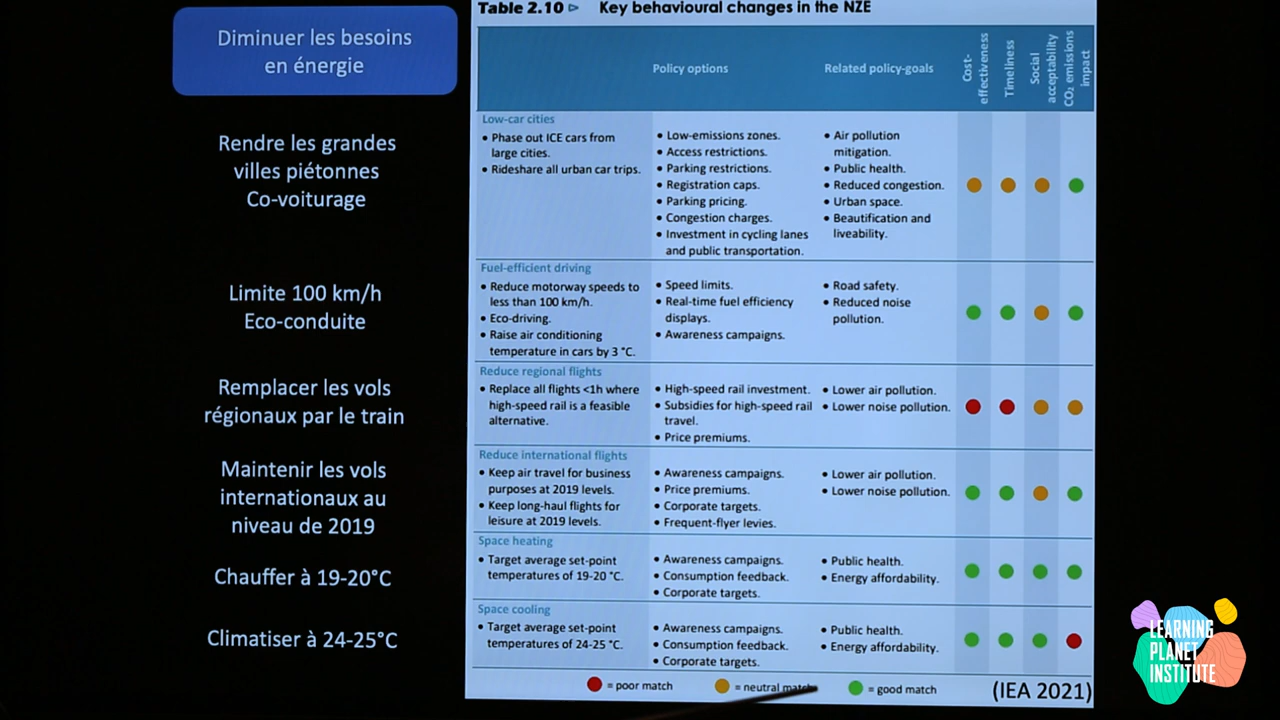 Diminuer les besoins
en énergie
Rendre les grandes
villes piétonnes
Co-voiturage
Limite 100 km/h
Eco-conduite
Remplacer les vols
régionaux par le train
Maintenir les vols
internationaux au
niveau de 2019
Chauffer à 19-20°C
Climatiser à 24-25°C
Table 2.10 ▷ Key behavioural changes in the NZE
Policy options
Related policy-goals
Cost-
effectiveness
Timeliness
Social
acceptability
CO₂ emissions
impact
Low-car cities
• Phase out ICE cars from
large cities.
• Rideshare all urban car trips.
• Low-emissions zones.
• Access restrictions.
• Parking restrictions.
• Registration caps.
• Parking pricing.
• Congestion charges.
• Investment in cycling lanes
and public transportation.
• Air pollution
mitigation.
• Public health.
• Reduced congestion.
• Urban space.
• Beautification and
liveability.
Fuel-efficient driving
• Reduce motorway speeds to
less than 100 km/h.
• Eco-driving.
• Raise air conditioning
temperature in cars by 3 °C.
• Speed limits.
• Real-time fuel efficiency
displays.
• Awareness campaigns.
• Road safety.
• Reduced noise
pollution.
Reduce regional flights
• Replace all flights <1h where
high-speed rail is a feasible
alternative.
• High-speed rail investment.
• Subsidies for high-speed rail
travel.
• Price premiums.
• Lower air pollution.
• Lower noise pollution.
Reduce international flights
• Keep air travel for business
purposes at 2019 levels.
• Keep long-haul flights for
leisure at 2019 levels.
• Awareness campaigns.
• Price premiums.
• Corporate targets.
• Frequent-flyer levies.
• Lower air pollution.
• Lower noise pollution.
Space heating
• Target average set-point
temperatures of 19-20 °C.
• Awareness campaigns.
• Consumption feedback.
• Corporate targets.
• Public health.
• Energy affordability.
Space cooling
• Target average set-point
temperatures of 24-25 °C.
• Awareness campaigns.
• Consumption feedback.
• Corporate targets.
• Public health.
• Energy affordability.
= poor match
= neutral match
= good match
(IEA 2021)
LEARNING
PLANET
INSTITUTE